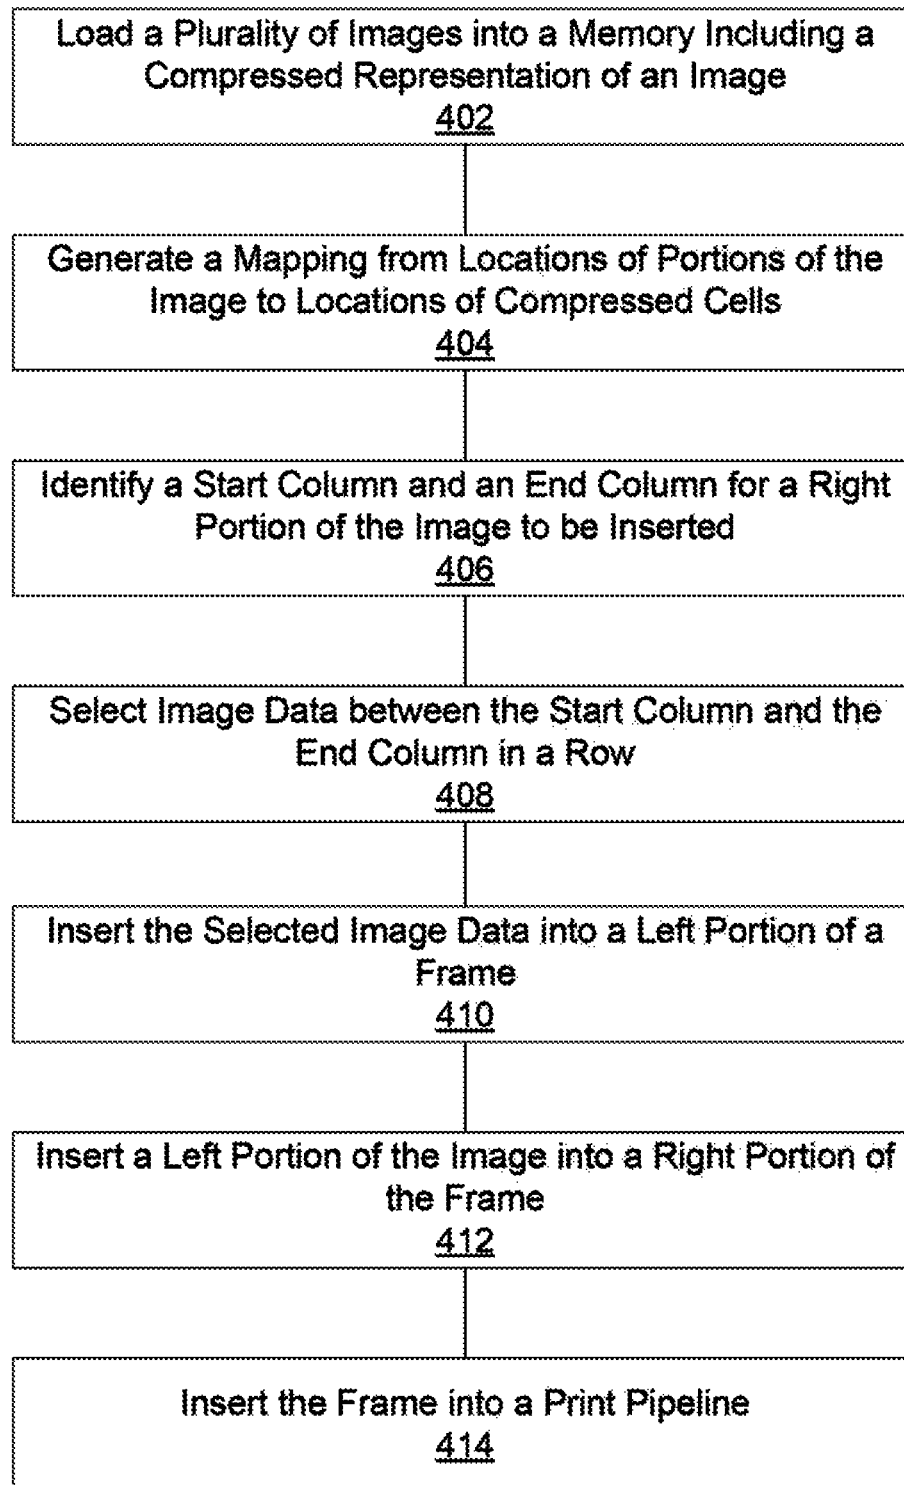 Load a Plurality of Images into a Memory Including a
Compressed Representation of an Image
402
Generate a Mapping from Locations of Portions of the
Image to Locations of Compressed Cells
404
Identify a Start Column and an End Column for a Right
Portion of the Image to be Inserted
406
Select Image Data between the Start Column and the
End Column in a Row
408
Insert the Selected Image Data into a Left Portion of a
Frame
410
Insert a Left Portion of the Image into a Right Portion of
the Frame
412
Insert the Frame into a Print Pipeline
414